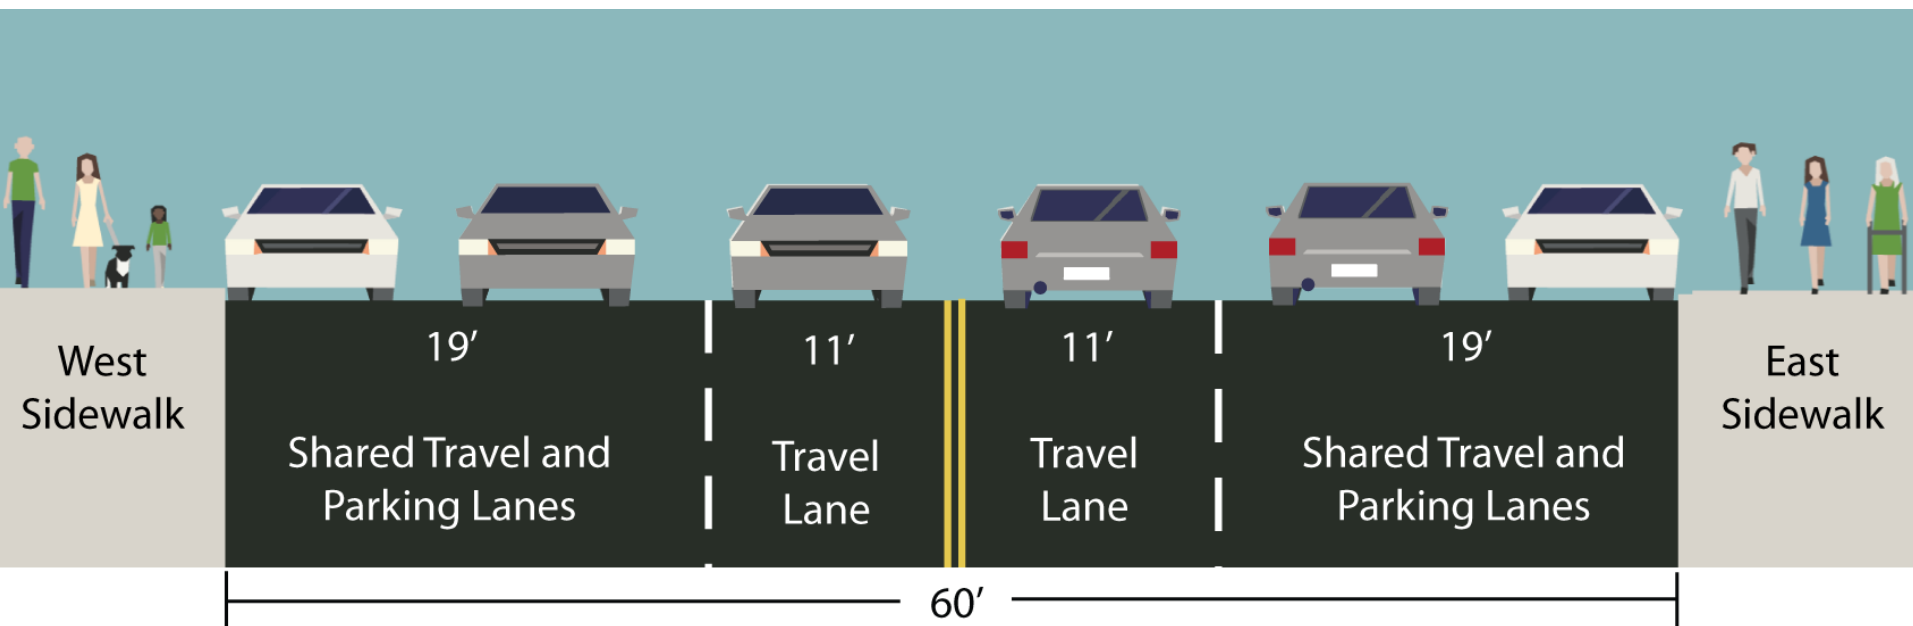 West
Sidewalk
19’
Shared Travel and
Parking Lanes
11’
Travel
Lane
11’
Travel
Lane
19’
Shared Travel and
Parking Lanes
East
Sidewalk
60’